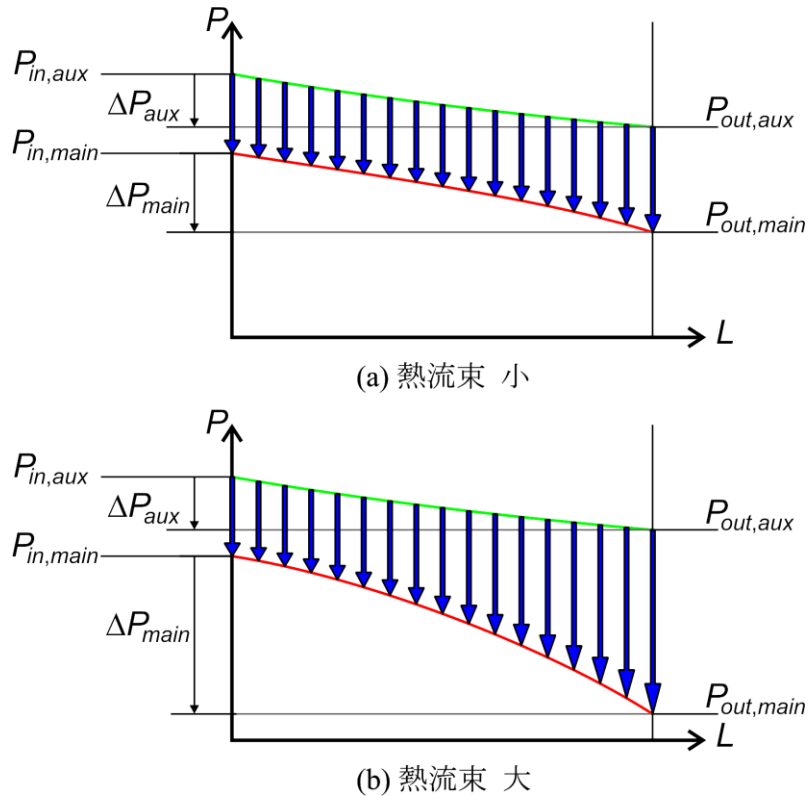 P
P_in,aux
ΔP_aux
P_out,aux
P_in,main
ΔP_main
P_out,main
L
(a) 熱流束 小
P
P_in,aux
ΔP_aux
P_out,aux
P_in,main
ΔP_main
P_out,main
L
(b) 熱流束 大